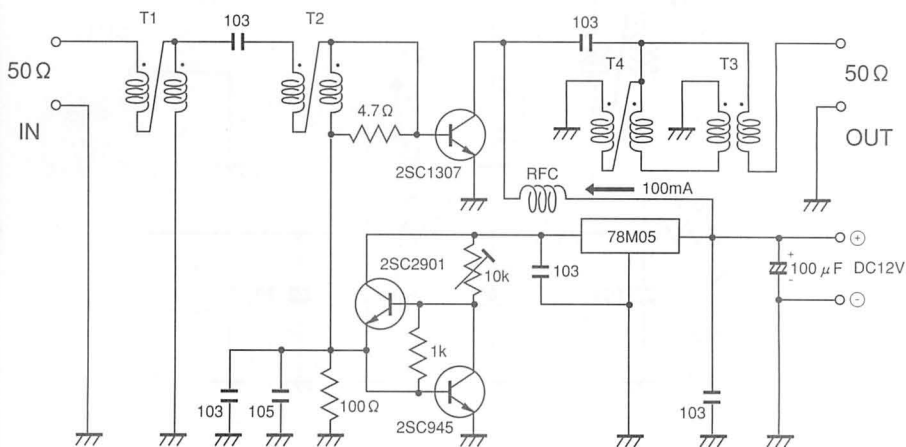 T1
103
T2
103
T4
T3
50Ω
IN
50Ω
OUT
4.7Ω
2SC1307
RFC
100mA
78M05
2SC2901
10k
103
+
100μF
-
DC12V
⊕
⊖
1k
103
105
100Ω
2SC945
103